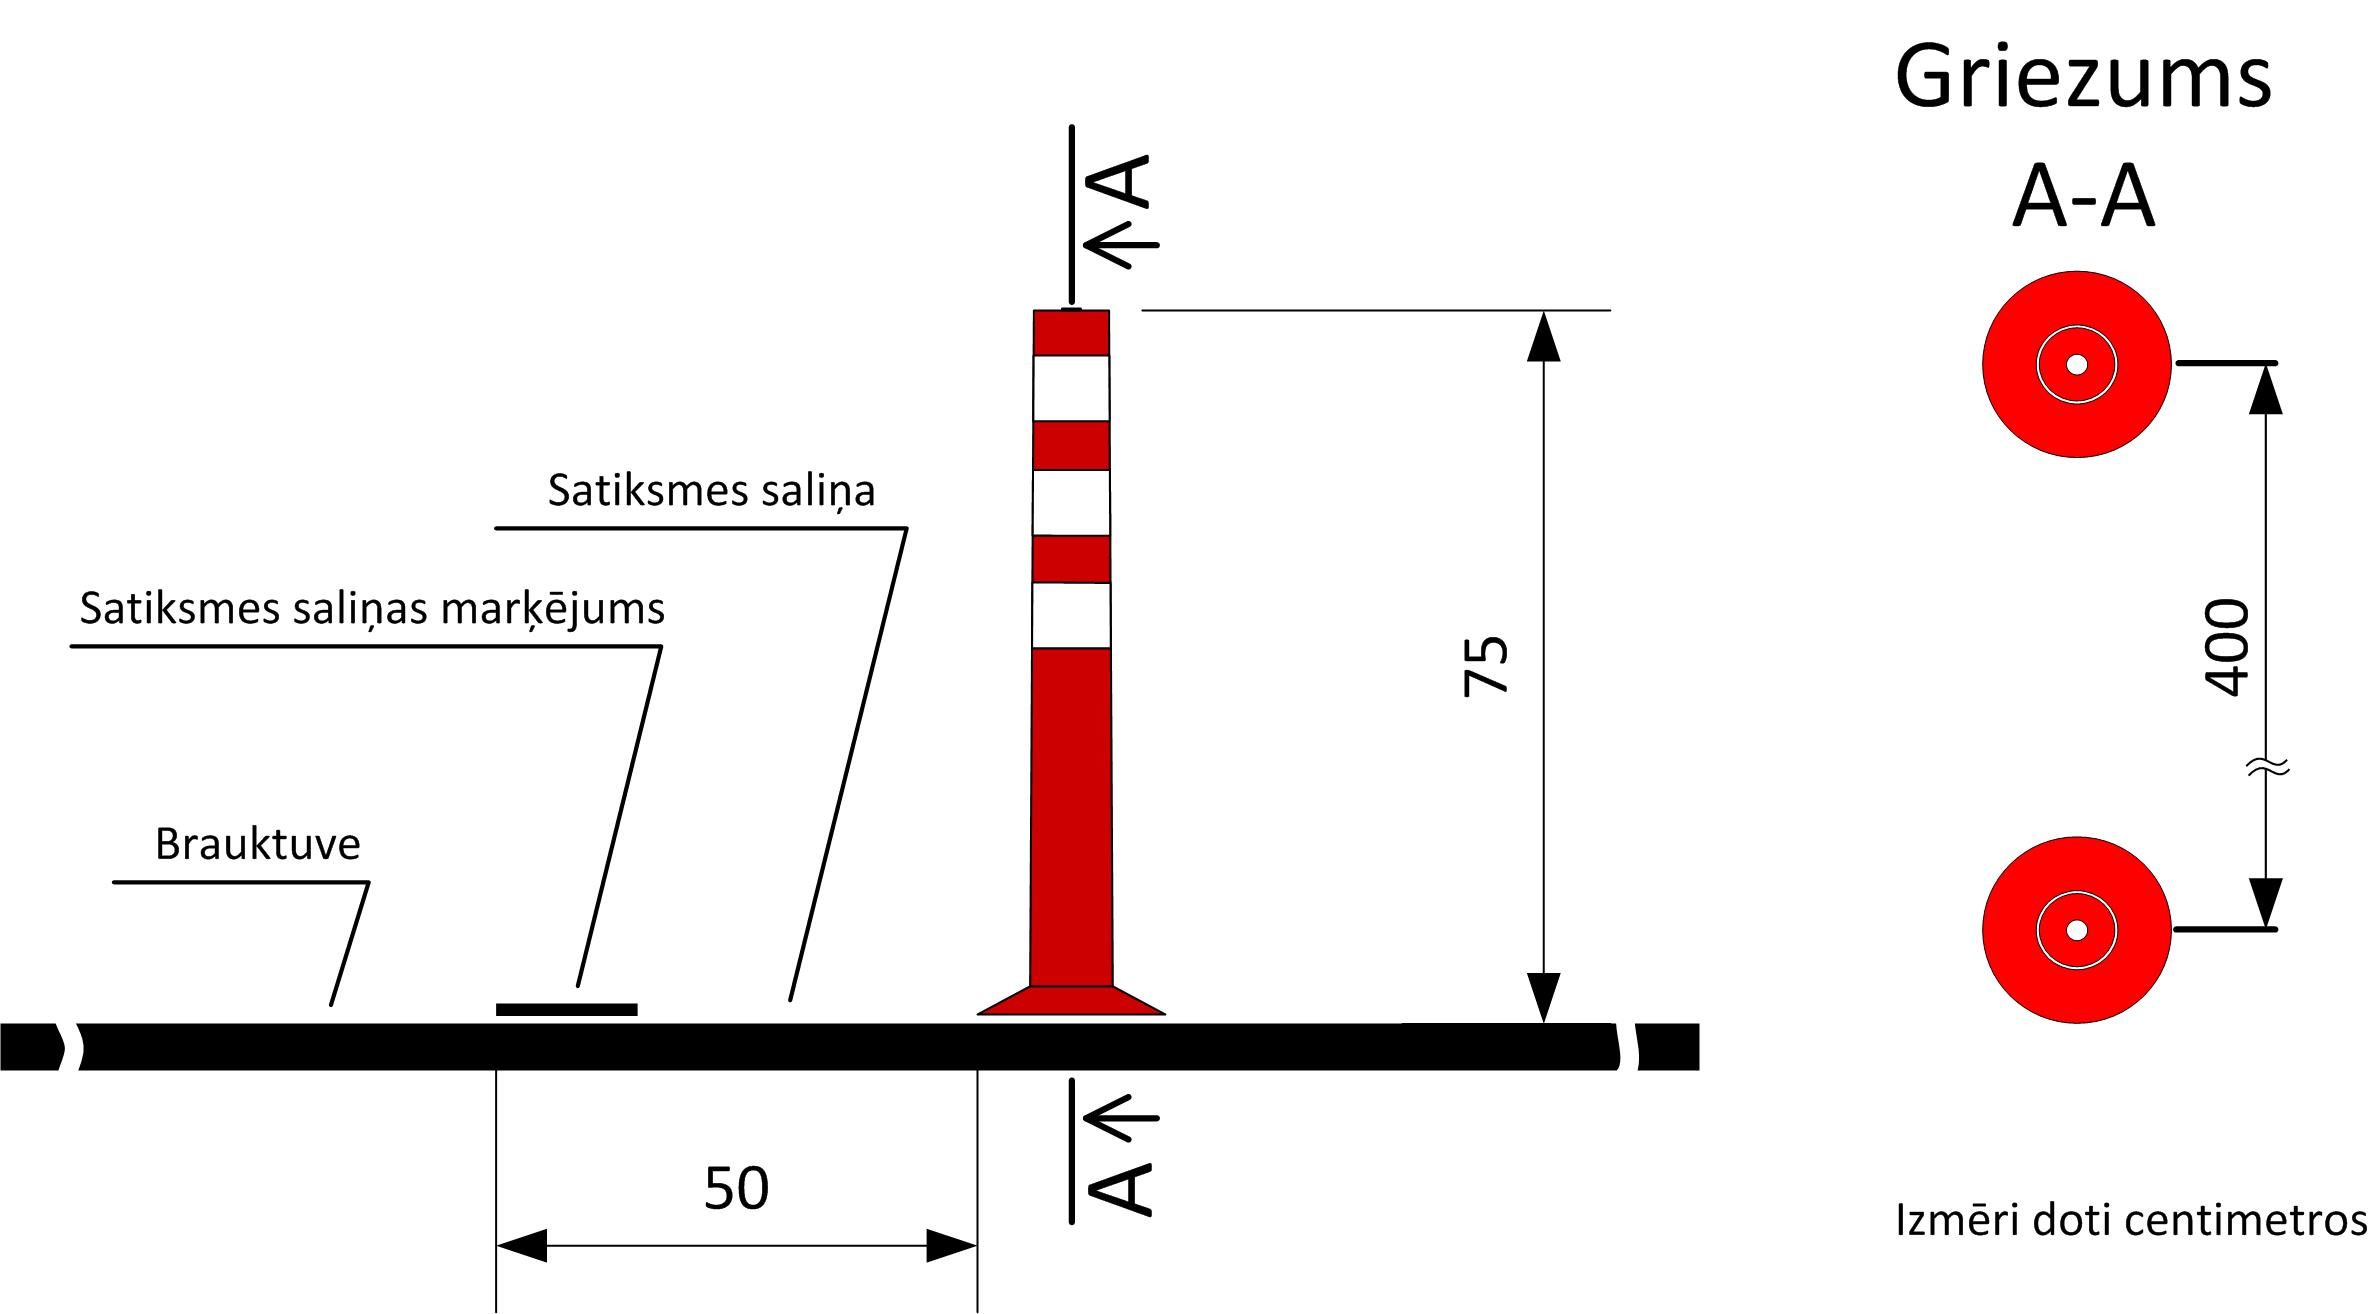 Griezums
A-A
A
Satiksmes saliņa
Satiksmes saliņas marķējums
75
400
Brauktuve
A
50
Izmēri doti centimetros